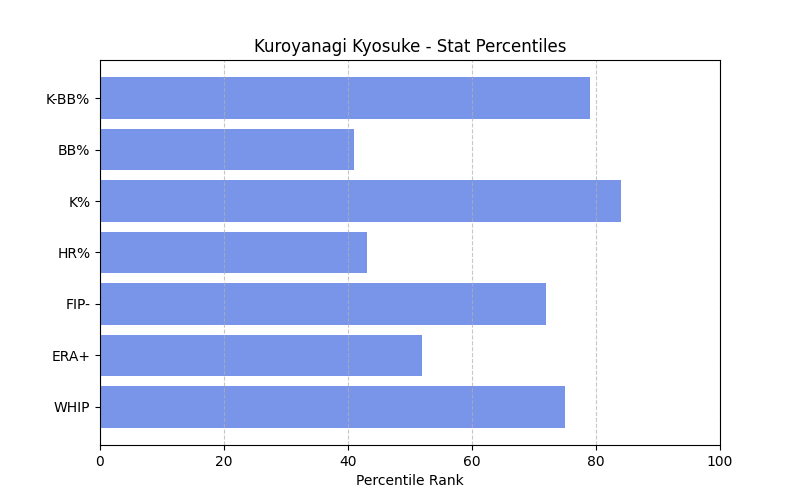 Kuroyanagi Kyosuke - Stat Percentiles
K-BB%
BB%
K%
HR%
FIP-
ERA+
WHIP
0 20 40 60 80 100
Percentile Rank